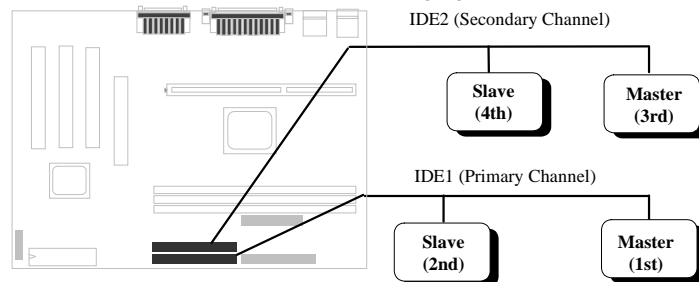 IDE2 (Secondary Channel)
Slave
(4th)
Master
(3rd)
IDE1 (Primary Channel)
Slave
(2nd)
Master
(1st)